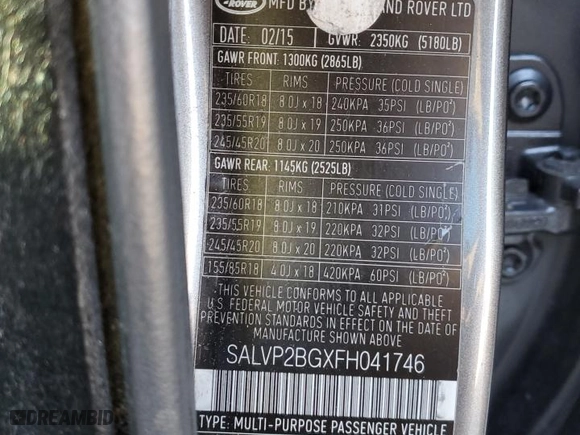 ROVER
MFD BY AND ROVER LTD
DATE: 02/15 GVWR: 2350KG (5180LB)
GAWR FRONT: 1300KG (2865LB)
TIRES RIMS PRESSURE (COLD SINGLE)
235/60R18 8.0J x 18 240KPA 35PSI (LB/PO²)
235/55R19 8.0J x 19 250KPA 36PSI (LB/PO²)
245/45R20 8.0J x 20 250KPA 36PSI (LB/PO²)
GAWR REAR: 1145KG (2525LB)
TIRES RIMS PRESSURE (COLD SINGLE)
235/60R18 8.0J x 18 210KPA 31PSI (LB/PO²)
235/55R19 8.0J x 19 220KPA 32PSI (LB/PO²)
245/45R20 8.0J x 20 220KPA 32PSI (LB/PO²)
155/85R18 4.0J x 18 420KPA 60PSI (LB/PO²)
THIS VEHICLE CONFORMS TO ALL APPLICABLE
U.S. FEDERAL MOTOR VEHICLE SAFETY AND THEFT
PREVENTION STANDARDS IN EFFECT ON THE DATE OF
MANUFACTURE SHOWN ABOVE
SALVP2BGXFH041746
TYPE: MULTI-PURPOSE PASSENGER VEHICLE
DREAMBID